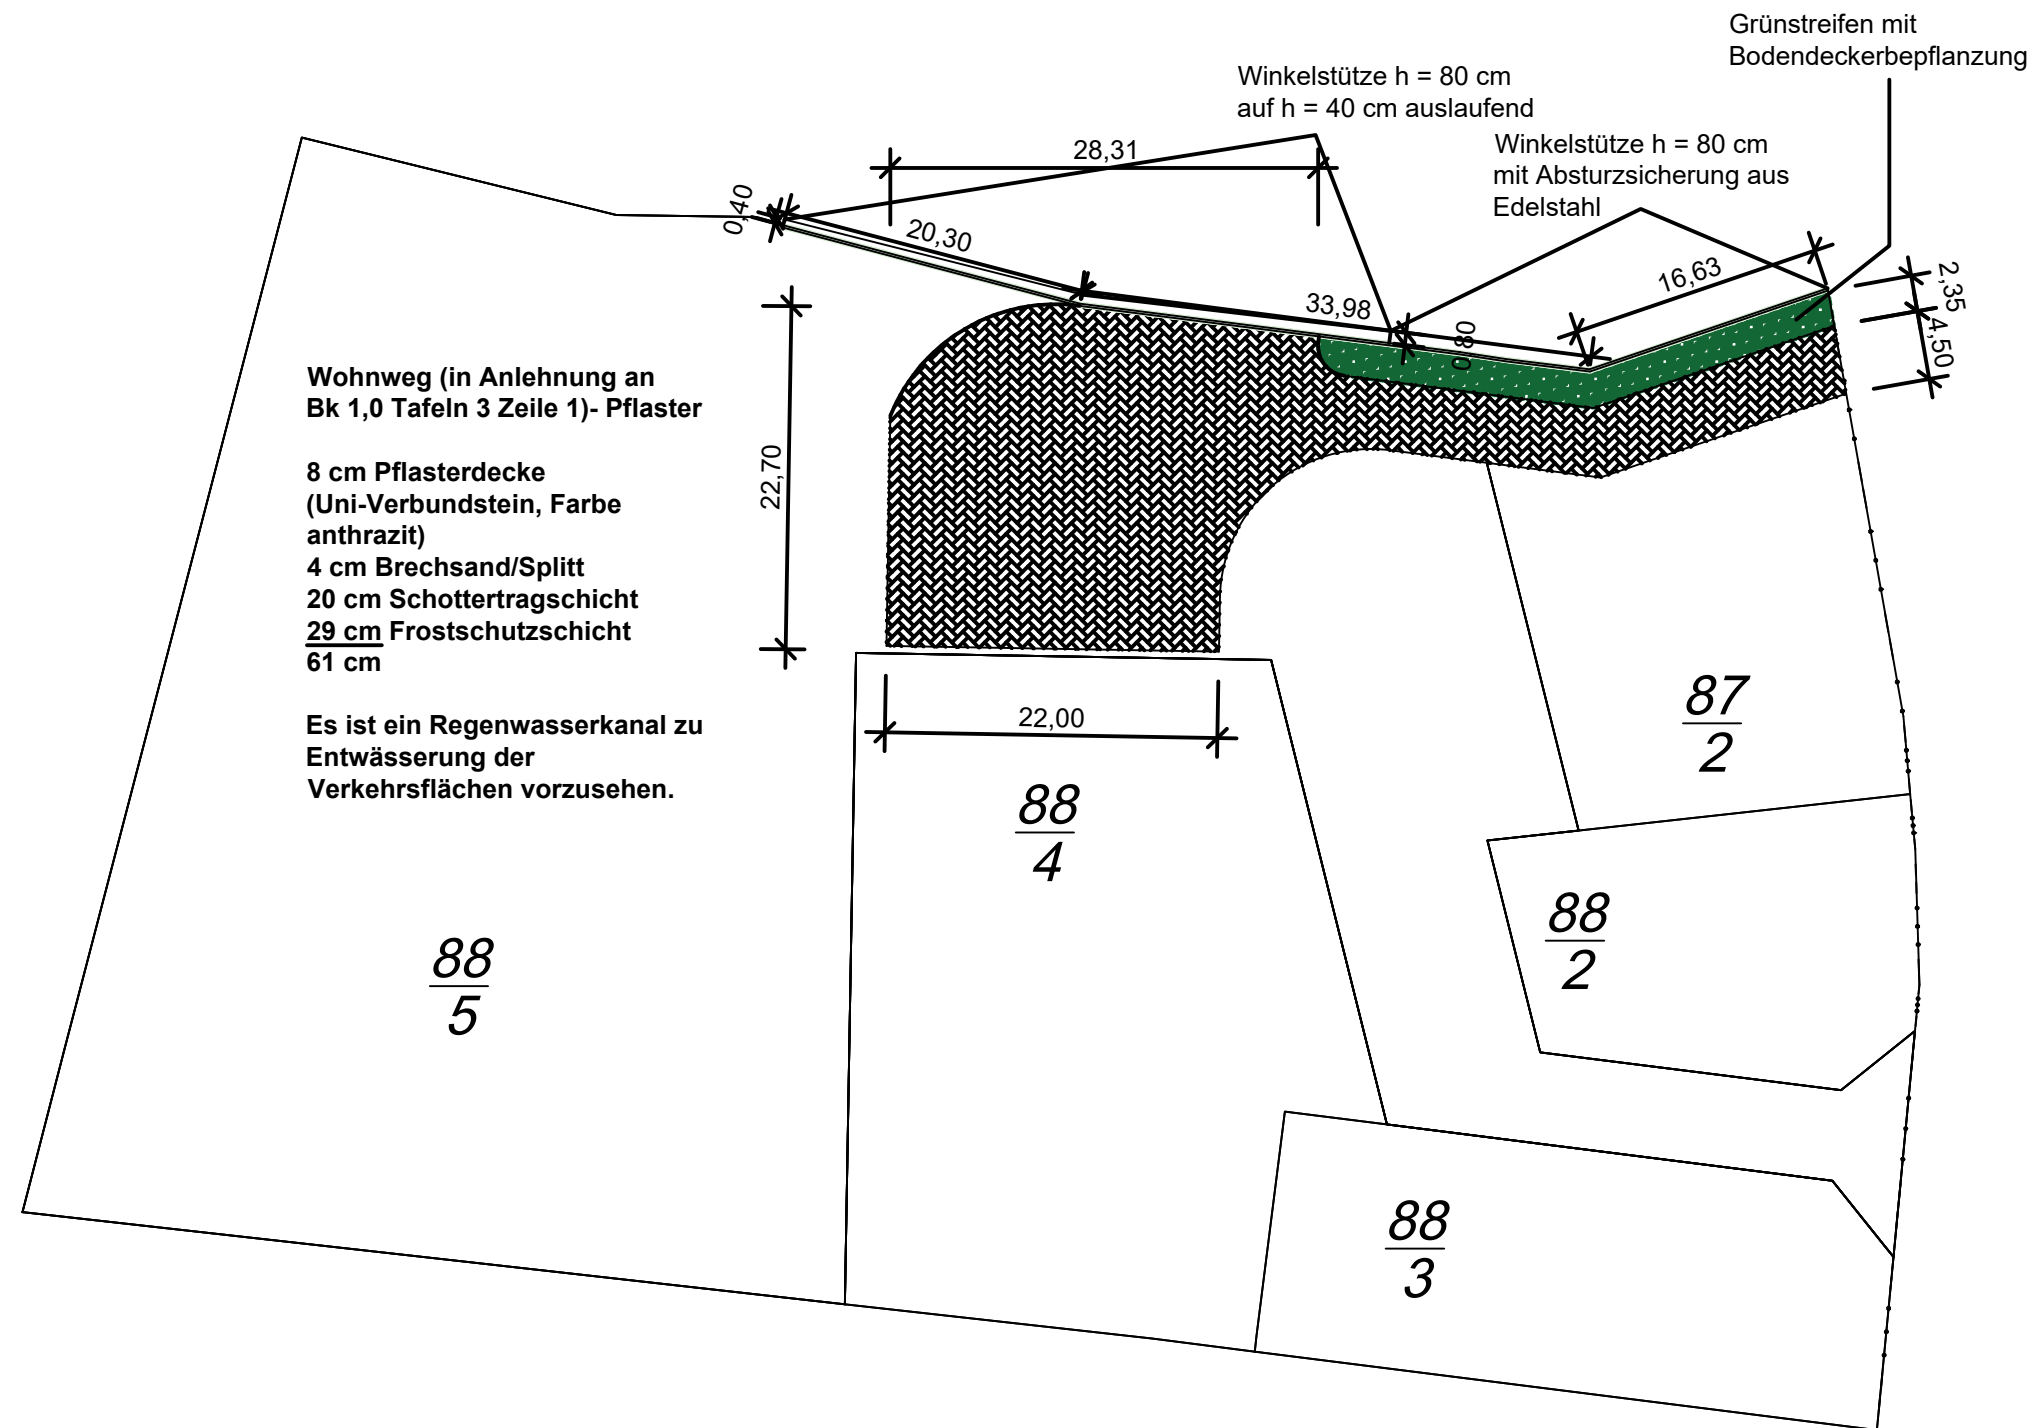 Grünstreifen mit
Bodendeckerbepflanzung
Winkelstütze h = 80 cm
auf h = 40 cm auslaufend
Winkelstütze h = 80 cm
mit Absturzsicherung aus
Edelstahl
28,31
0,40
20,30
33,98
0,80
16,63
2,35
4,50
22,70
22,00
Wohnweg (in Anlehnung an
Bk 1,0 Tafeln 3 Zeile 1)- Pflaster
8 cm Pflasterdecke
(Uni-Verbundstein, Farbe
anthrazit)
4 cm Brechsand/Splitt
20 cm Schottertragschicht
29 cm Frostschutzschicht
61 cm
Es ist ein Regenwasserkanal zu
Entwässerung der
Verkehrsflächen vorzusehen.
87
2
88
4
88
2
88
5
88
3